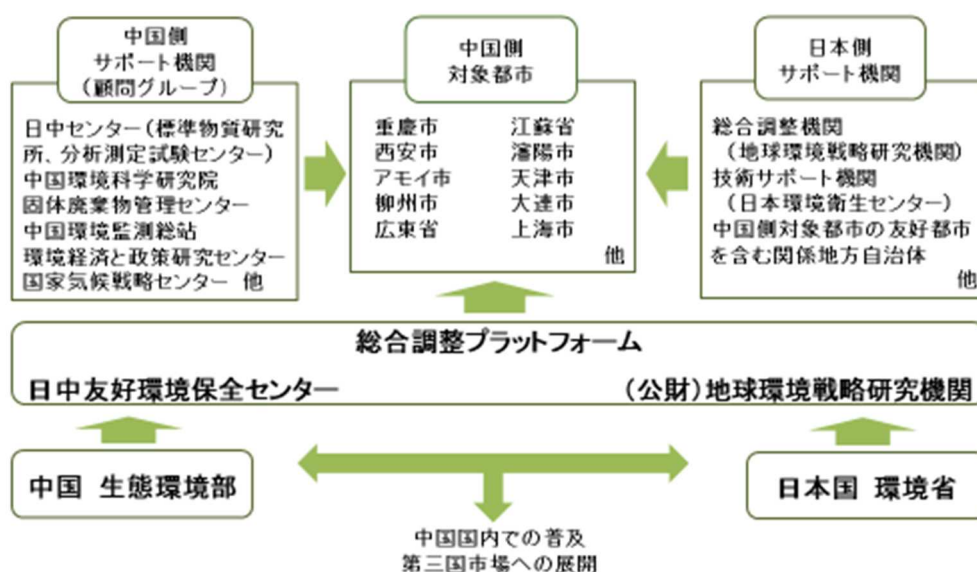 中国側
サポート機関
(顧問グループ)
日中センター(標準物質研究
所、分析測定試験センター)
中国環境科学研究院
固体廃棄物管理センター
中国環境監測総站
環境経済と政策研究センター
国家気候戦略センター 他
中国側
対象都市
重慶市 江蘇省
西安市 瀋陽市
アモイ市 天津市
柳州市 大連市
広東省 上海市
他
日本側
サポート機関
総合調整機関
(地球環境戦略研究機関)
技術サポート機関
(日本環境衛生センター)
中国側対象都市の友好都市
を含む関係地方自治体
他
総合調整プラットフォーム
日中友好環境保全センター (公財)地球環境戦略研究機関
中国 生態環境部
日本国 環境省
中国国内での普及
第三国市場への展開